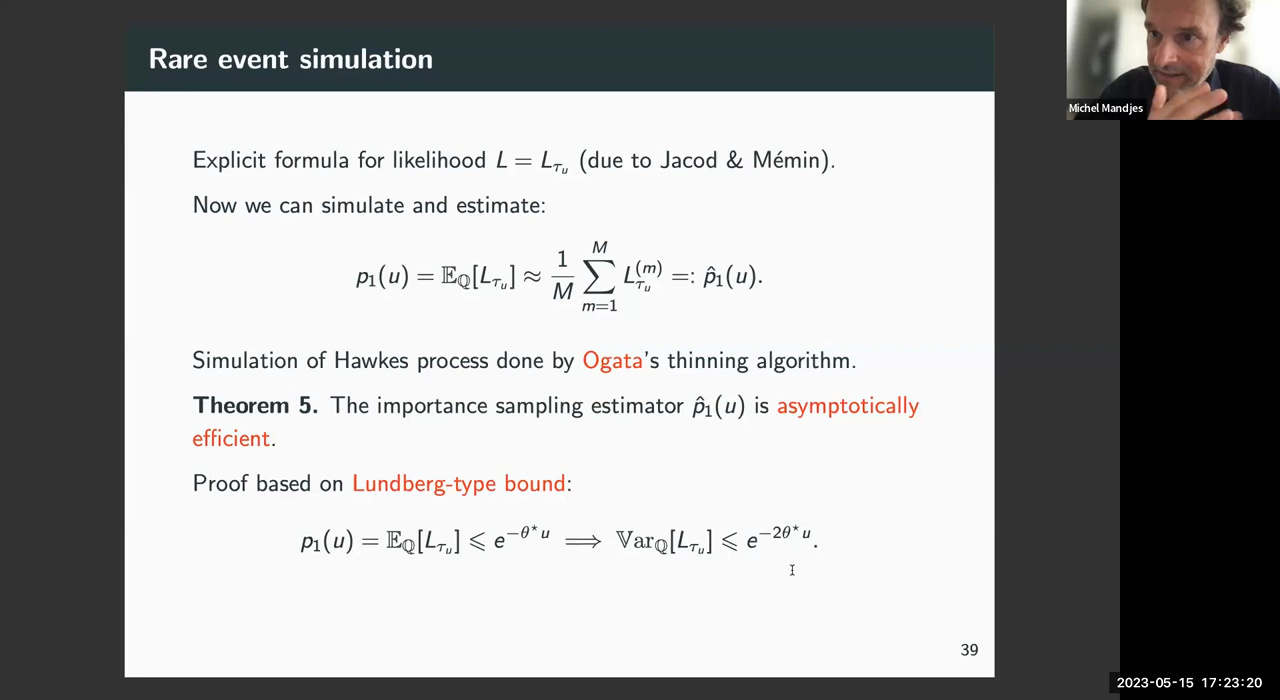 Rare event simulation
Michel Mandjes
Explicit formula for likelihood L = L_{τ_u} (due to Jacod & Mémin).
Now we can simulate and estimate:
p₁(u) = 𝔼_ℚ[L_{τ_u}] ≈ \frac{1}{M} \sum_{m=1}^{M} L_{τ_u}^{(m)} =: p̂₁(u).
Simulation of Hawkes process done by Ogata's thinning algorithm.
Theorem 5. The importance sampling estimator p̂₁(u) is asymptotically
efficient.
Proof based on Lundberg-type bound:
p₁(u) = 𝔼_ℚ[L_{τ_u}] ⩽ e^{−θ^⋆ u} ⟹ 𝕍ar_ℚ[L_{τ_u}] ⩽ e^{−2θ^⋆ u}.
39
2023-05-15 17:23:20